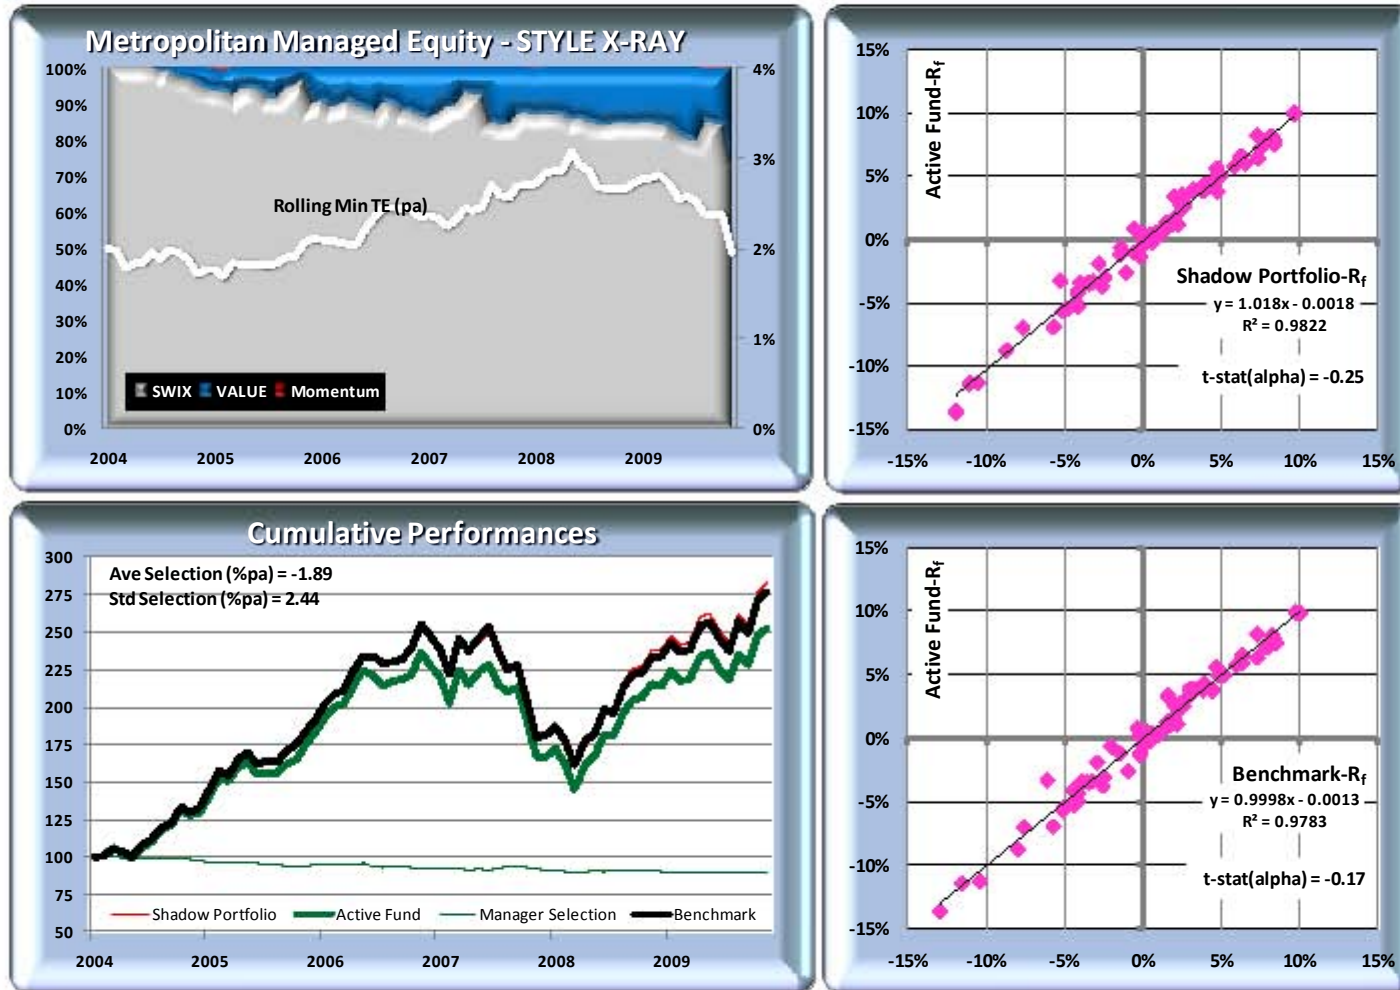 Metropolitan Managed Equity - STYLE X-RAY
100%
90%
80%
70%
60%
50%
40%
30%
20%
10%
0%
4%
3%
2%
1%
0%
Rolling Min TE (pa)
SWIX VALUE Momentum
2004 2005 2006 2007 2008 2009
15%
10%
5%
0%
-5%
-10%
-15%
Active Fund-Rf
Shadow Portfolio-Rf
y = 1.018x - 0.0018
R² = 0.9822
t-stat(alpha) = -0.25
-15% -10% -5% 0% 5% 10% 15%
Cumulative Performances
300
275
250
225
200
175
150
125
100
75
50
Ave Selection (%pa) = -1.89
Std Selection (%pa) = 2.44
Shadow Portfolio Active Fund Manager Selection Benchmark
2004 2005 2006 2007 2008 2009
15%
10%
5%
0%
-5%
-10%
-15%
Active Fund-Rf
Benchmark-Rf
y = 0.9998x - 0.0013
R² = 0.9783
t-stat(alpha) = -0.17
-15% -10% -5% 0% 5% 10% 15%